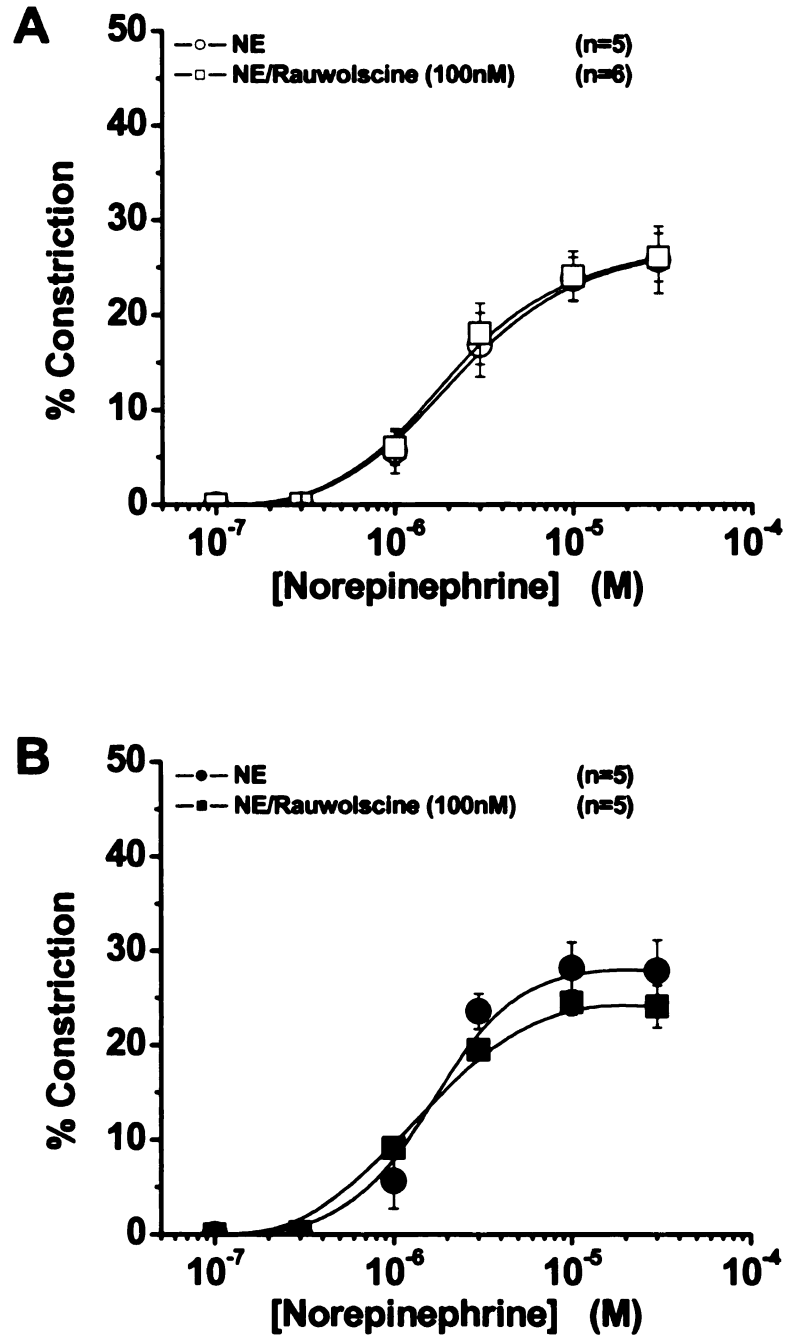 A
50
40
30
20
10
0
% Constriction
NE (n=5)
NE/Rauwolscine (100nM) (n=6)
10-7 10-6 10-5 10-4
[Norepinephrine] (M)
B
50
40
30
20
10
0
% Constriction
NE (n=5)
NE/Rauwolscine (100nM) (n=5)
10-7 10-6 10-5 10-4
[Norepinephrine] (M)